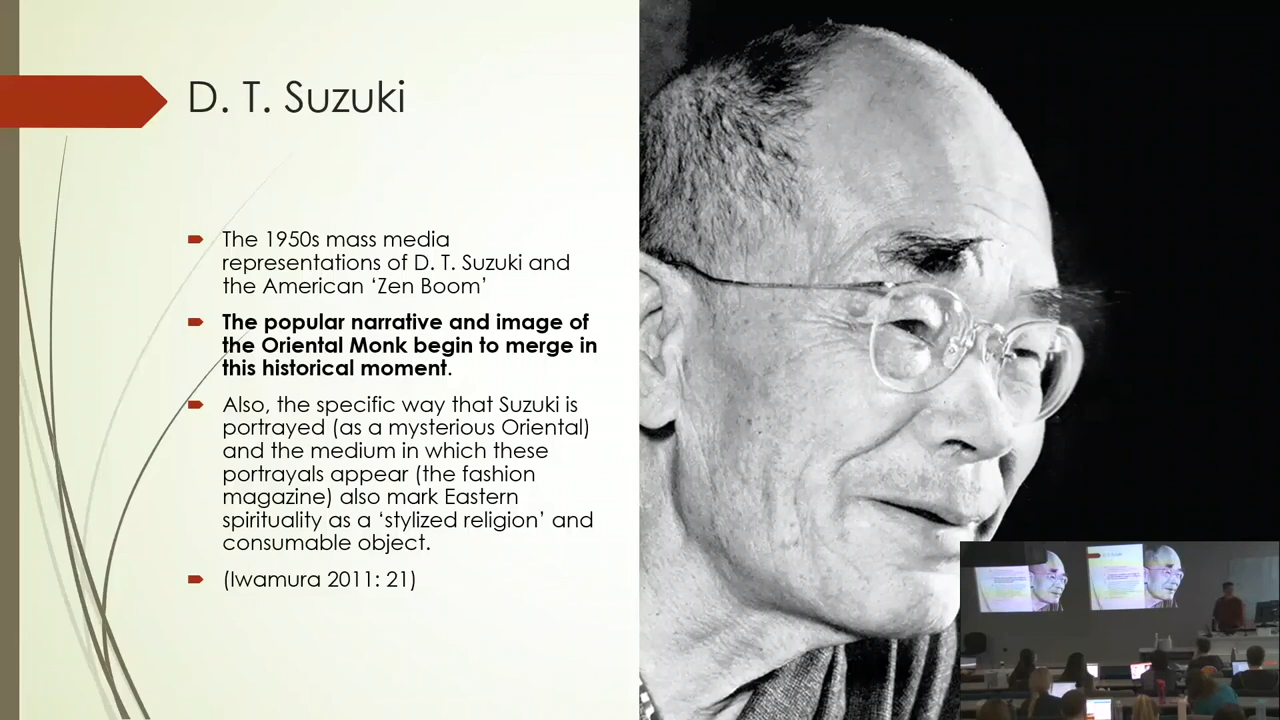 D. T. Suzuki
The 1950s mass media
representations of D. T. Suzuki and
the American ‘Zen Boom’
The popular narrative and image of
the Oriental Monk begin to merge in
this historical moment.
Also, the specific way that Suzuki is
portrayed (as a mysterious Oriental)
and the medium in which these
portrayals appear (the fashion
magazine) also mark Eastern
spirituality as a ‘stylized religion’ and
consumable object.
(Iwamura 2011: 21)